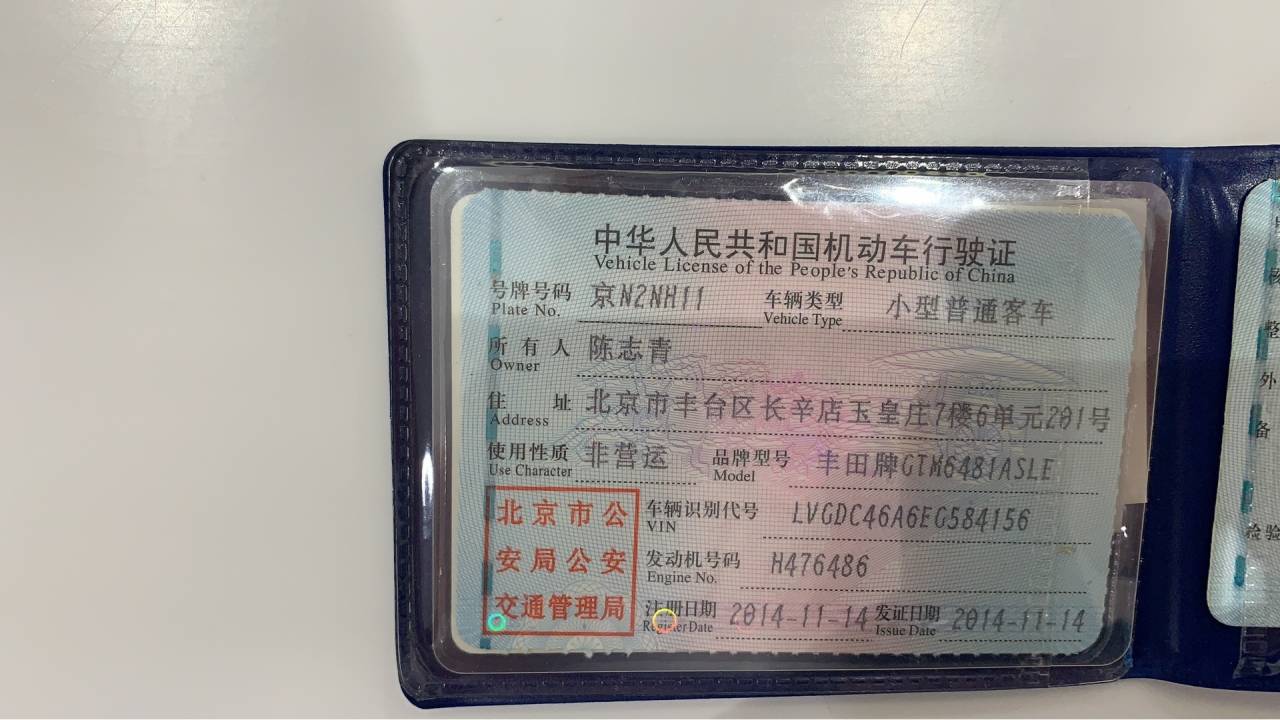 中华人民共和国机动车行驶证
Vehicle License of the People's Republic of China
号牌号码 京N2NH11 车辆类型 小型普通客车
Plate No. Vehicle Type
所有人 陈志青
Owner
住址 北京市丰台区长辛店玉皇庄7楼6单元201号
Address
使用性质 非营运 品牌型号 丰田牌GTM6481ASLE
Use Character Model
北京市公
安局公安
交通管理局
车辆识别代号 LVGDC46A6EG584156
VIN
发动机号码 H476486
Engine No.
注册日期 2014-11-14 发证日期 2014-11-14
Register Date Issue Date
外
备
检验